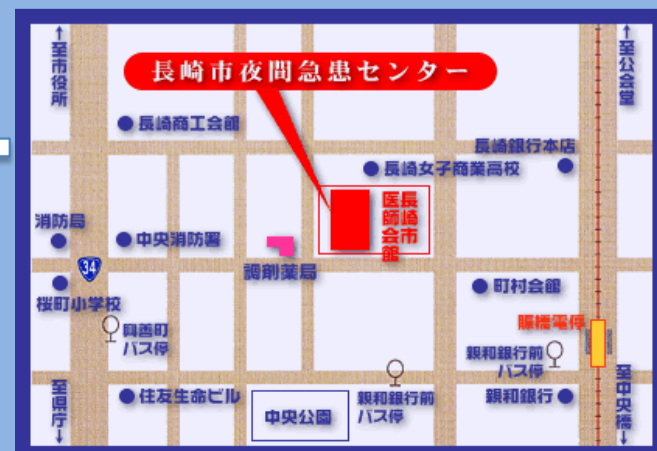 ↑至市役所
↑至公会堂
長崎市夜間急患センター
●長崎商工会館
長崎銀行本店
●長崎女子商業高校
長崎市
医師会館
消防局
●中央消防署
34
調剤薬局
桜町小学校
●町村会館
賑橋電停
興善町
バス停
親和銀行前
バス停
至県庁↓
●住友生命ビル
中央公園
親和銀行前
バス停
親和銀行●
至中央橋↓